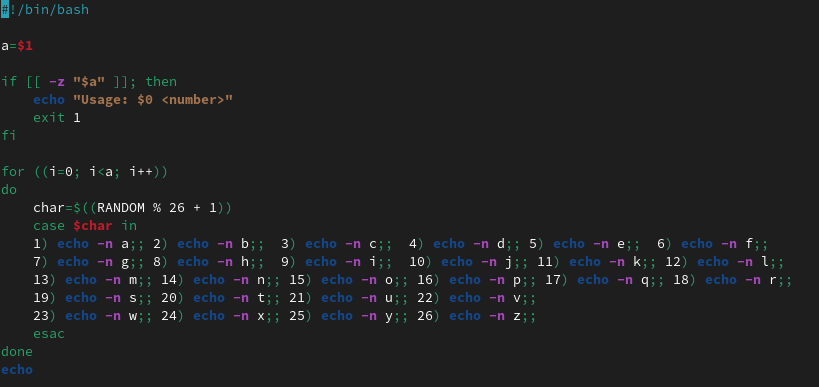 #!/bin/bash

a=$1

if [[ -z "$a" ]]; then
    echo "Usage: $0 <number>"
    exit 1
fi

for ((i=0; i<a; i++))
do
    char=$((RANDOM % 26 + 1))
    case $char in
    1) echo -n a;; 2) echo -n b;;  3) echo -n c;;  4) echo -n d;; 5) echo -n e;;  6) echo -n f;;
    7) echo -n g;; 8) echo -n h;;  9) echo -n i;;  10) echo -n j;; 11) echo -n k;; 12) echo -n l;;
    13) echo -n m;; 14) echo -n n;; 15) echo -n o;; 16) echo -n p;; 17) echo -n q;; 18) echo -n r;;
    19) echo -n s;; 20) echo -n t;; 21) echo -n u;; 22) echo -n v;;
    23) echo -n w;; 24) echo -n x;; 25) echo -n y;; 26) echo -n z;;
    esac
done
echo